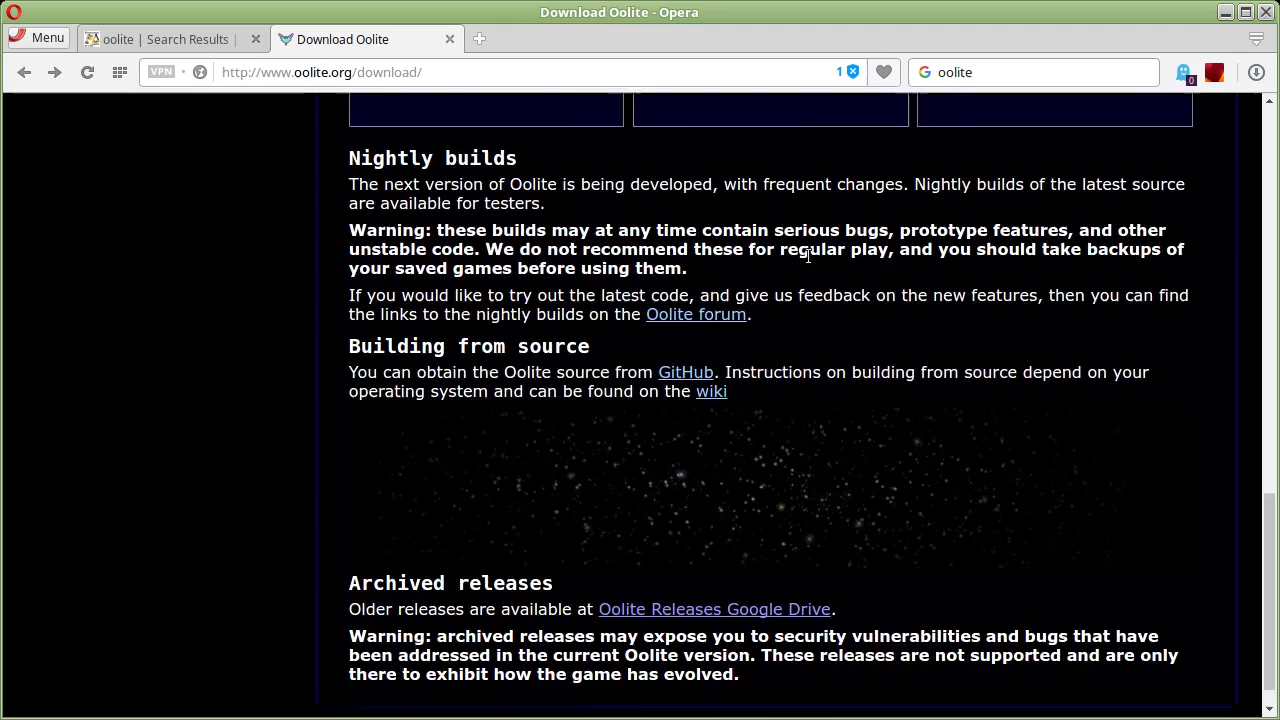 Download Oolite - Opera
Menu
oolite | Search Results |
Download Oolite
VPN
http://www.oolite.org/download/
1
oolite
0
Nightly builds
The next version of Oolite is being developed, with frequent changes. Nightly builds of the latest source
are available for testers.
Warning: these builds may at any time contain serious bugs, prototype features, and other
unstable code. We do not recommend these for regular play, and you should take backups of
your saved games before using them.
If you would like to try out the latest code, and give us feedback on the new features, then you can find
the links to the nightly builds on the Oolite forum.
Building from source
You can obtain the Oolite source from GitHub. Instructions on building from source depend on your
operating system and can be found on the wiki
Archived releases
Older releases are available at Oolite Releases Google Drive.
Warning: archived releases may expose you to security vulnerabilities and bugs that have
been addressed in the current Oolite version. These releases are not supported and are only
there to exhibit how the game has evolved.